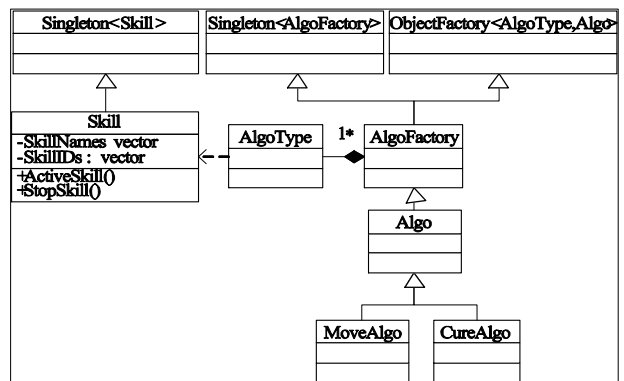 Singleton<Skill>
Singleton<AlgoFactory>
ObjectFactory<AlgoType,Algo>
Skill
-SkillNames vector
-SkillIDs : vector
+ActiveSkill()
+StopSkill()
AlgoType
1*
AlgoFactory
Algo
MoveAlgo
CureAlgo